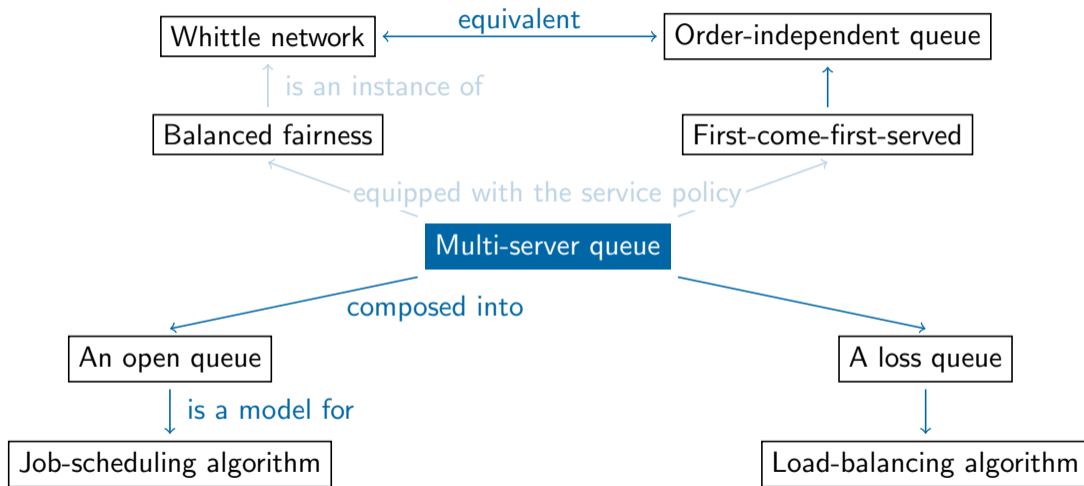 Whittle network
equivalent
Order-independent queue
is an instance of
Balanced fairness
First-come-first-served
equipped with the service policy
Multi-server queue
composed into
An open queue
A loss queue
is a model for
Job-scheduling algorithm
Load-balancing algorithm